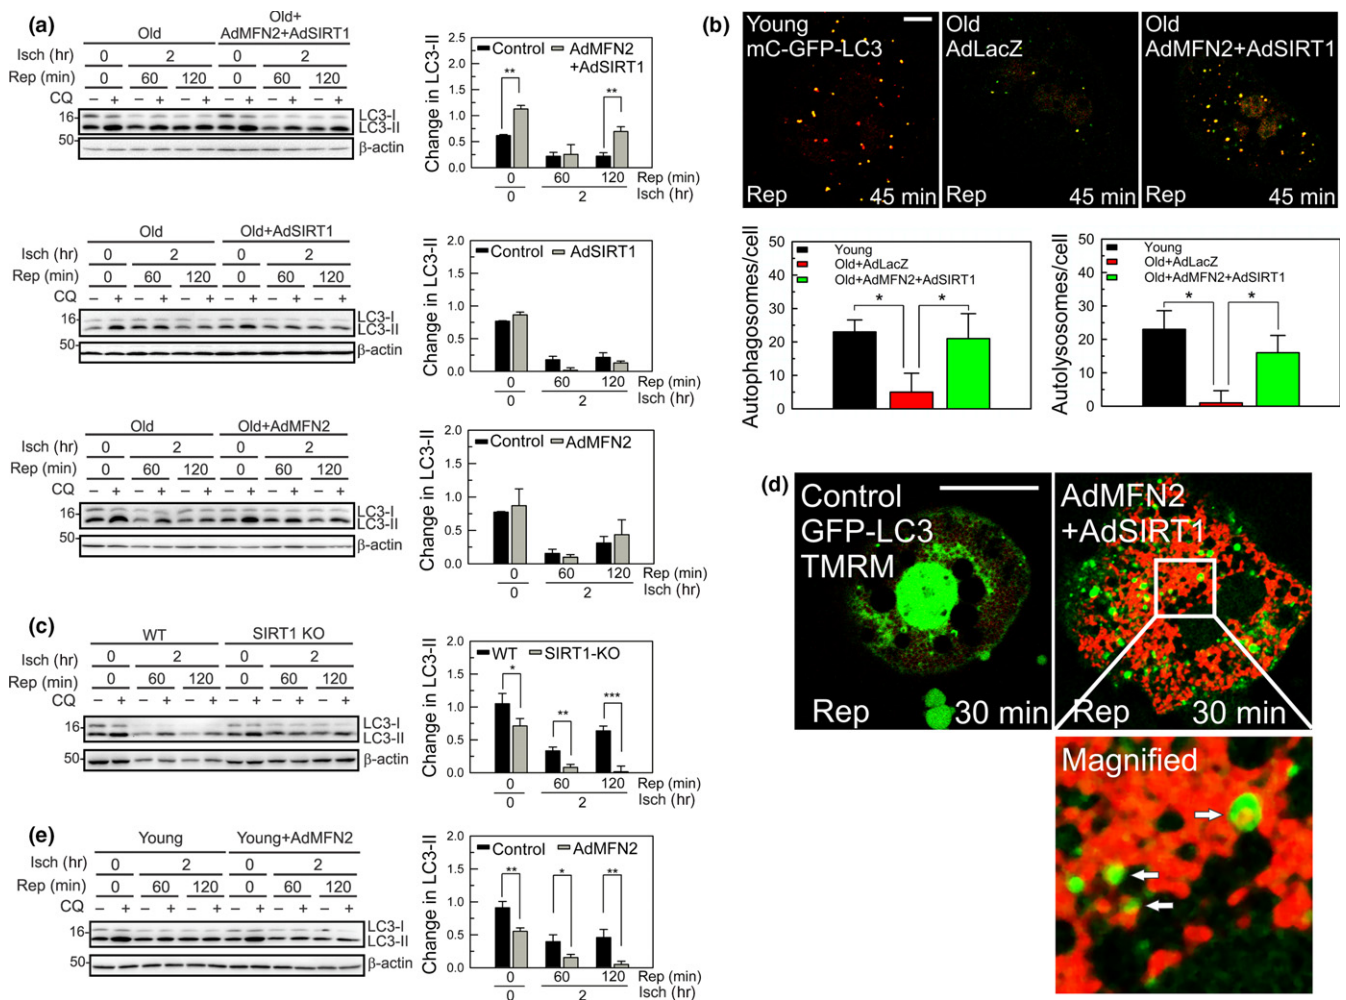 (a)
Old
Old+
AdMFN2+AdSIRT1
Isch (hr) 0 2 0 2
Rep (min) 0 60 120 0 60 120
CQ − + − + − + − + − + − +
16
LC3-I
LC3-II
50
β-actin
Change in LC3-II
2.5
2.0
1.5
1.0
0.5
0.0
Control
AdMFN2
+AdSIRT1
**
**
0 60 120 Rep (min)
0 2 Isch (hr)
Old
Old+AdSIRT1
Isch (hr) 0 2 0 2
Rep (min) 0 60 120 0 60 120
CQ − + − + − + − + − + − +
16
LC3-I
LC3-II
50
β-actin
Change in LC3-II
2.0
1.5
1.0
0.5
0.0
Control
AdSIRT1
0 60 120 Rep (min)
0 2 Isch (hr)
Old
Old+AdMFN2
Isch (hr) 0 2 0 2
Rep (min) 0 60 120 0 60 120
CQ − + − + − + − + − + − +
16
LC3-I
LC3-II
50
β-actin
Change in LC3-II
2.0
1.5
1.0
0.5
0.0
Control
AdMFN2
0 60 120 Rep (min)
0 2 Isch (hr)
(c)
WT
SIRT1 KO
Isch (hr) 0 2 0 2
Rep (min) 0 60 120 0 60 120
CQ − + − + − + − + − + − +
16
LC3-I
LC3-II
50
β-actin
Change in LC3-II
2.0
1.5
1.0
0.5
0.0
WT
SIRT1-KO
*
**
***
0 60 120 Rep (min)
0 2 Isch (hr)
(e)
Young
Young+AdMFN2
Isch (hr) 0 2 0 2
Rep (min) 0 60 120 0 60 120
CQ − + − + − + − + − + − +
16
LC3-I
LC3-II
50
β-actin
Change in LC3-II
2.0
1.5
1.0
0.5
0.0
Control
AdMFN2
**
*
**
0 60 120 Rep (min)
0 2 Isch (hr)
(b)
Young
mC-GFP-LC3
Rep 45 min
Old
AdLacZ
Rep 45 min
Old
AdMFN2+AdSIRT1
Rep 45 min
Autophagosomes/cell
50
40
30
20
10
0
Young
Old+AdLacZ
Old+AdMFN2+AdSIRT1
*
*
Autolysosomes/cell
50
40
30
20
10
0
Young
Old+AdLacZ
Old+AdMFN2+AdSIRT1
*
*
(d)
Control
GFP-LC3
TMRM
Rep 30 min
AdMFN2
+AdSIRT1
Rep 30 min
Magnified